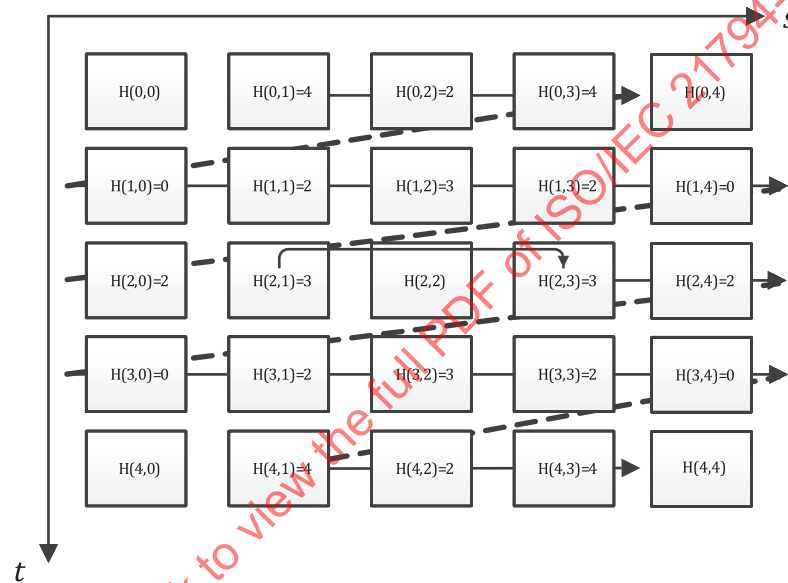 s
H(0,0) H(0,1)=4 H(0,2)=2 H(0,3)=4 H(0,4)
H(1,0)=0 H(1,1)=2 H(1,2)=3 H(1,3)=2 H(1,4)=0
H(2,0)=2 H(2,1)=3 H(2,2) H(2,3)=3 H(2,4)=2
H(3,0)=0 H(3,1)=2 H(3,2)=3 H(3,3)=2 H(3,4)=0
H(4,0) H(4,1)=4 H(4,2)=2 H(4,3)=4 H(4,4)
t
to view the full PDF of ISO/IEC 21794-